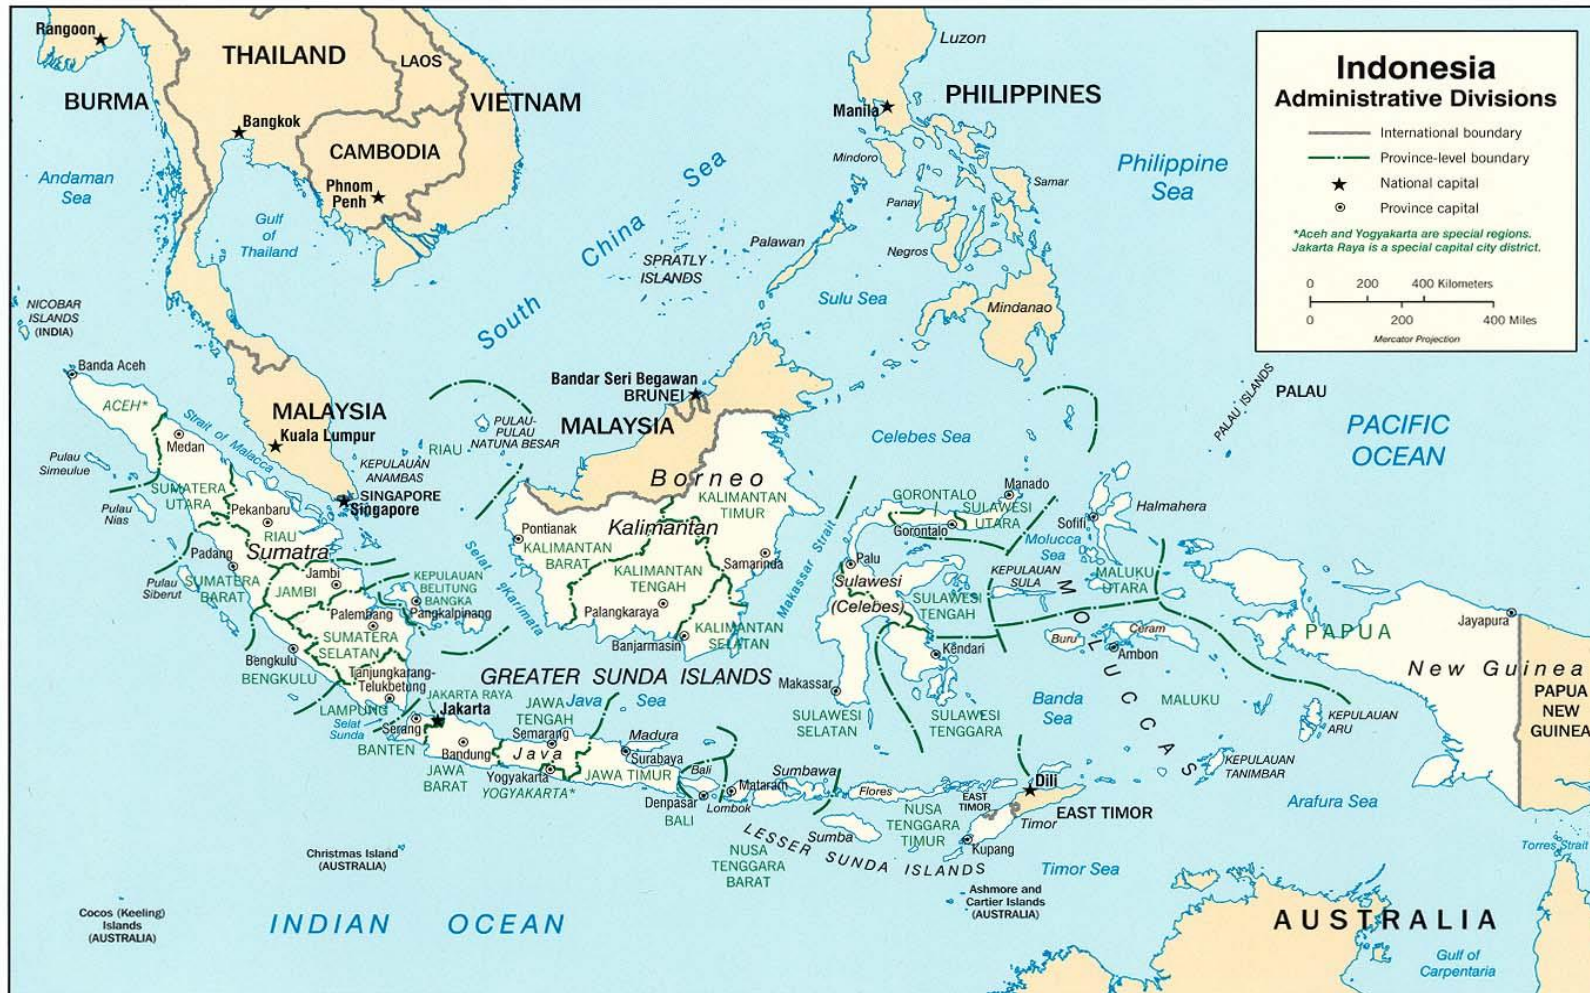 Indonesia
Administrative Divisions
International boundary
Province-level boundary
National capital
Province capital
*Aceh and Yogyakarta are special regions.
Jakarta Raya is a special capital city district.
0 200 400 Kilometers
0 200 400 Miles
Mercator Projection
Rangoon
BURMA
THAILAND
LAOS
VIETNAM
Bangkok
CAMBODIA
Phnom
Penh
Andaman
Sea
Gulf
of
Thailand
Luzon
Manila
PHILIPPINES
Mindoro
Samar
Panay
Negros
Palawan
Mindanao
Philippine
Sea
Sulu Sea
South China Sea
SPRATLY
ISLANDS
NICOBAR
ISLANDS
(INDIA)
PALAU ISLANDS
PALAU
PACIFIC
OCEAN
Banda Aceh
ACEH*
Medan
Strait of Malacca
MALAYSIA
Kuala Lumpur
Pulau
Simeulue
SUMATERA
UTARA
Pulau
Nias
Pekanbaru
RIAU
SINGAPORE
Singapore
KEPULAUAN
ANAMBAS
RIAU
PULAU-
PULAU
NATUNA BESAR
Bandar Seri Begawan
BRUNEI
MALAYSIA
Borneo
Celebes Sea
Sumatra
Padang
SUMATERA
BARAT
Pulau
Siberut
Jambi
JAMBI
KEPULAUAN
BELITUNG
BANGKA
Pangkalpinang
Palembang
SUMATERA
SELATAN
Bengkulu
BENGKULU
Tanjungkarang-
Telukbetung
LAMPUNG
Selat
Sunda
Selat gKarimata
Pontianak
Kalimantan
KALIMANTAN
BARAT
KALIMANTAN
TIMUR
KALIMANTAN
TENGAH
Samarinda
Palangkaraya
Banjarmasin
KALIMANTAN
SELATAN
Makassar Strait
GORONTALO
Manado
SULAWESI
UTARA
Gorontalo
Palu
Sulawesi
(Celebes)
SULAWESI
TENGAH
Kendari
Makassar
SULAWESI
SELATAN
SULAWESI
TENGGARA
Sofifi
Halmahera
Molucca
Sea
KEPULAUAN
SULA
MALUKU
UTARA
MOLUCCAS
Buru
Ceram
Ambon
MALUKU
Banda
Sea
PAPUA
Jayapura
New Guinea
PAPUA
NEW
GUINEA
KEPULAUAN
ARU
KEPULAUAN
TANIMBAR
Arafura Sea
GREATER SUNDA ISLANDS
Java Sea
JAKARTA RAYA
Jakarta
Serang
BANTEN
Bandung
JAWA
BARAT
JAWA
TENGAH
Semarang
Java
Yogyakarta
YOGYAKARTA*
Madura
Surabaya
JAWA TIMUR
Bali
Denpasar
BALI
Mataram
Lombok
Sumbawa
NUSA
TENGGARA
BARAT
Flores
Sumba
LESSER SUNDA ISLANDS
NUSA
TENGGARA
TIMUR
EAST
TIMOR
Dili
EAST TIMOR
Timor
Kupang
Timor Sea
Ashmore and
Cartier Islands
(AUSTRALIA)
Christmas Island
(AUSTRALIA)
Cocos (Keeling)
Islands
(AUSTRALIA)
INDIAN OCEAN
Torres Strait
AUSTRALIA
Gulf of
Carpentaria